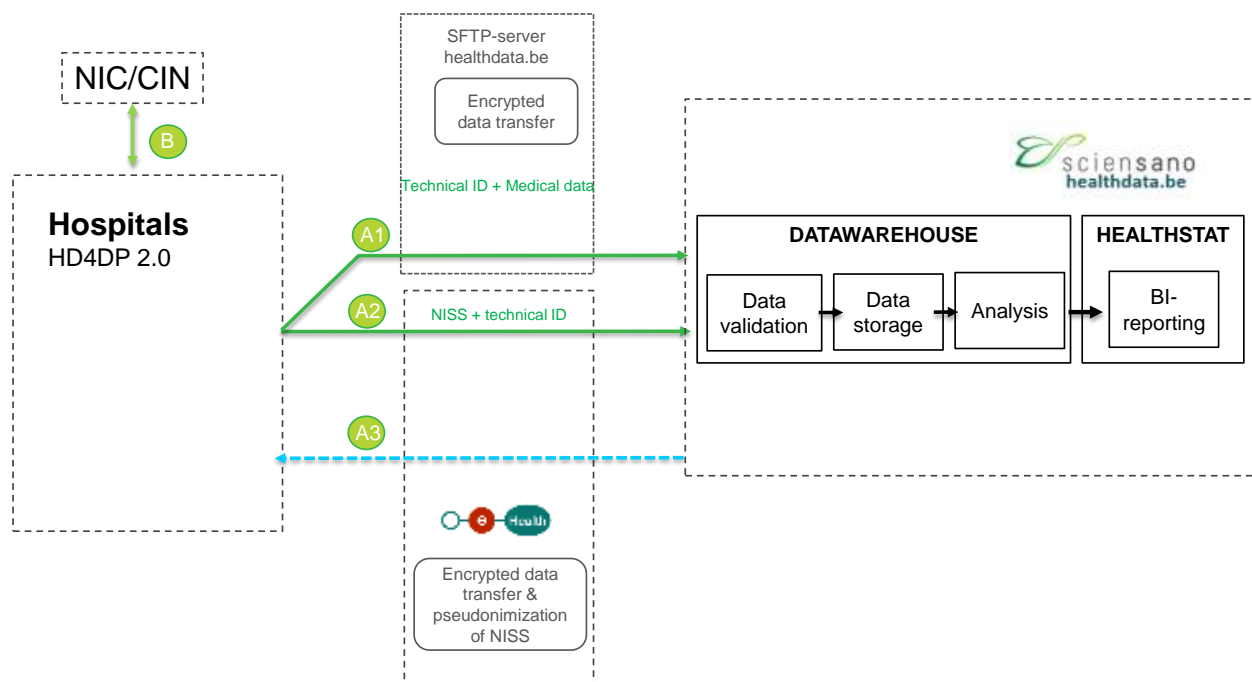 NIC/CIN
B
Hospitals
HD4DP 2.0
SFTP-server
healthdata.be
Encrypted
data transfer
Technical ID + Medical data
A1
A2
NISS + technical ID
A3
e
Health
Encrypted data
transfer &
pseudonimization
of NISS
sciensano
healthdata.be
DATAWAREHOUSE
Data
validation
Data
storage
Analysis
HEALTHSTAT
BI-
reporting